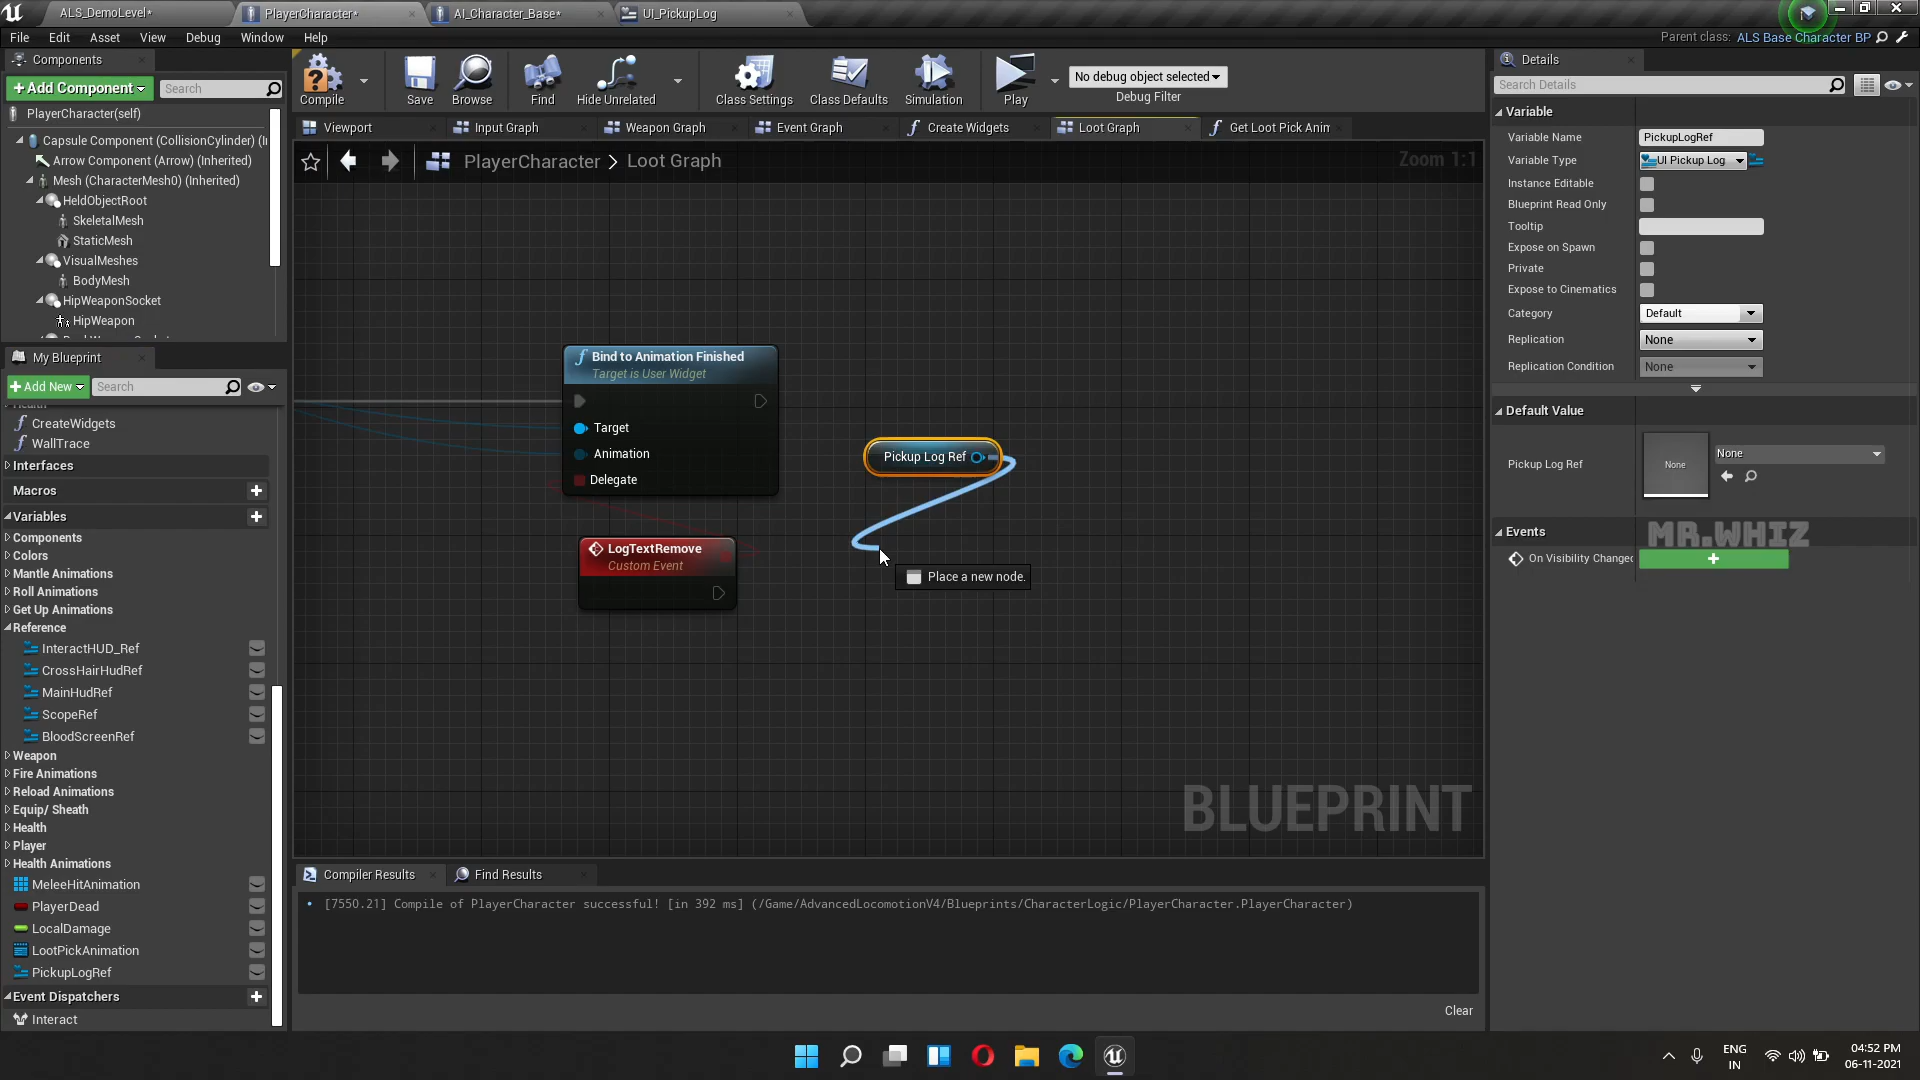 ALS_DemoLevel*
PlayerCharacter*
AI_Character_Base*
UI_PickupLog
File
Edit
Asset
View
Debug
Window
Help
Parent class:
ALS Base Character BP
Components
+ Add Component
Search
PlayerCharacter(self)
Capsule Component (CollisionCylinder) (I
Arrow Component (Arrow) (Inherited)
Mesh (CharacterMesh0) (Inherited)
HeldObjectRoot
SkeletalMesh
StaticMesh
VisualMeshes
BodyMesh
HipWeaponSocket
HipWeapon
My Blueprint
+ Add New
Search
CreateWidgets
WallTrace
Interfaces
Macros
Variables
Components
Colors
Mantle Animations
Roll Animations
Get Up Animations
Reference
InteractHUD_Ref
CrossHairHudRef
MainHudRef
ScopeRef
BloodScreenRef
Weapon
Fire Animations
Reload Animations
Equip/ Sheath
Health
Player
Health Animations
MeleeHitAnimation
PlayerDead
LocalDamage
LootPickAnimation
PickupLogRef
Event Dispatchers
Interact
Compile
Save
Browse
Find
Hide Unrelated
Class Settings
Class Defaults
Simulation
Play
No debug object selected
Debug Filter
Viewport
Input Graph
Weapon Graph
Event Graph
Create Widgets
Loot Graph
Get Loot Pick Anim
PlayerCharacter > Loot Graph
Zoom 1:1
Bind to Animation Finished
Target is User Widget
Target
Animation
Delegate
LogTextRemove
Custom Event
Pickup Log Ref
Place a new node.
BLUEPRINT
Compiler Results
Find Results
[7550.21] Compile of PlayerCharacter successful! [in 392 ms] (/Game/AdvancedLocomotionV4/Blueprints/CharacterLogic/PlayerCharacter.PlayerCharacter)
Clear
Details
Search Details
Variable
Variable Name
PickupLogRef
Variable Type
UI Pickup Log
Instance Editable
Blueprint Read Only
Tooltip
Expose on Spawn
Private
Expose to Cinematics
Category
Default
Replication
None
Replication Condition
None
Default Value
Pickup Log Ref
None
None
Events
MR.WHIZ
On Visibility Changed
ENG
IN
04:52 PM
06-11-2021